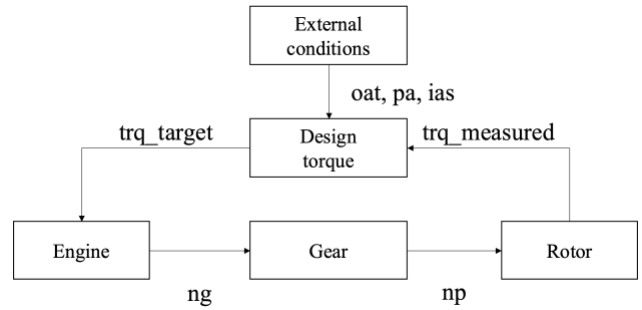 External
conditions
oat, pa, ias
trq_target
Design
torque
trq_measured
Engine
Gear
Rotor
ng
np